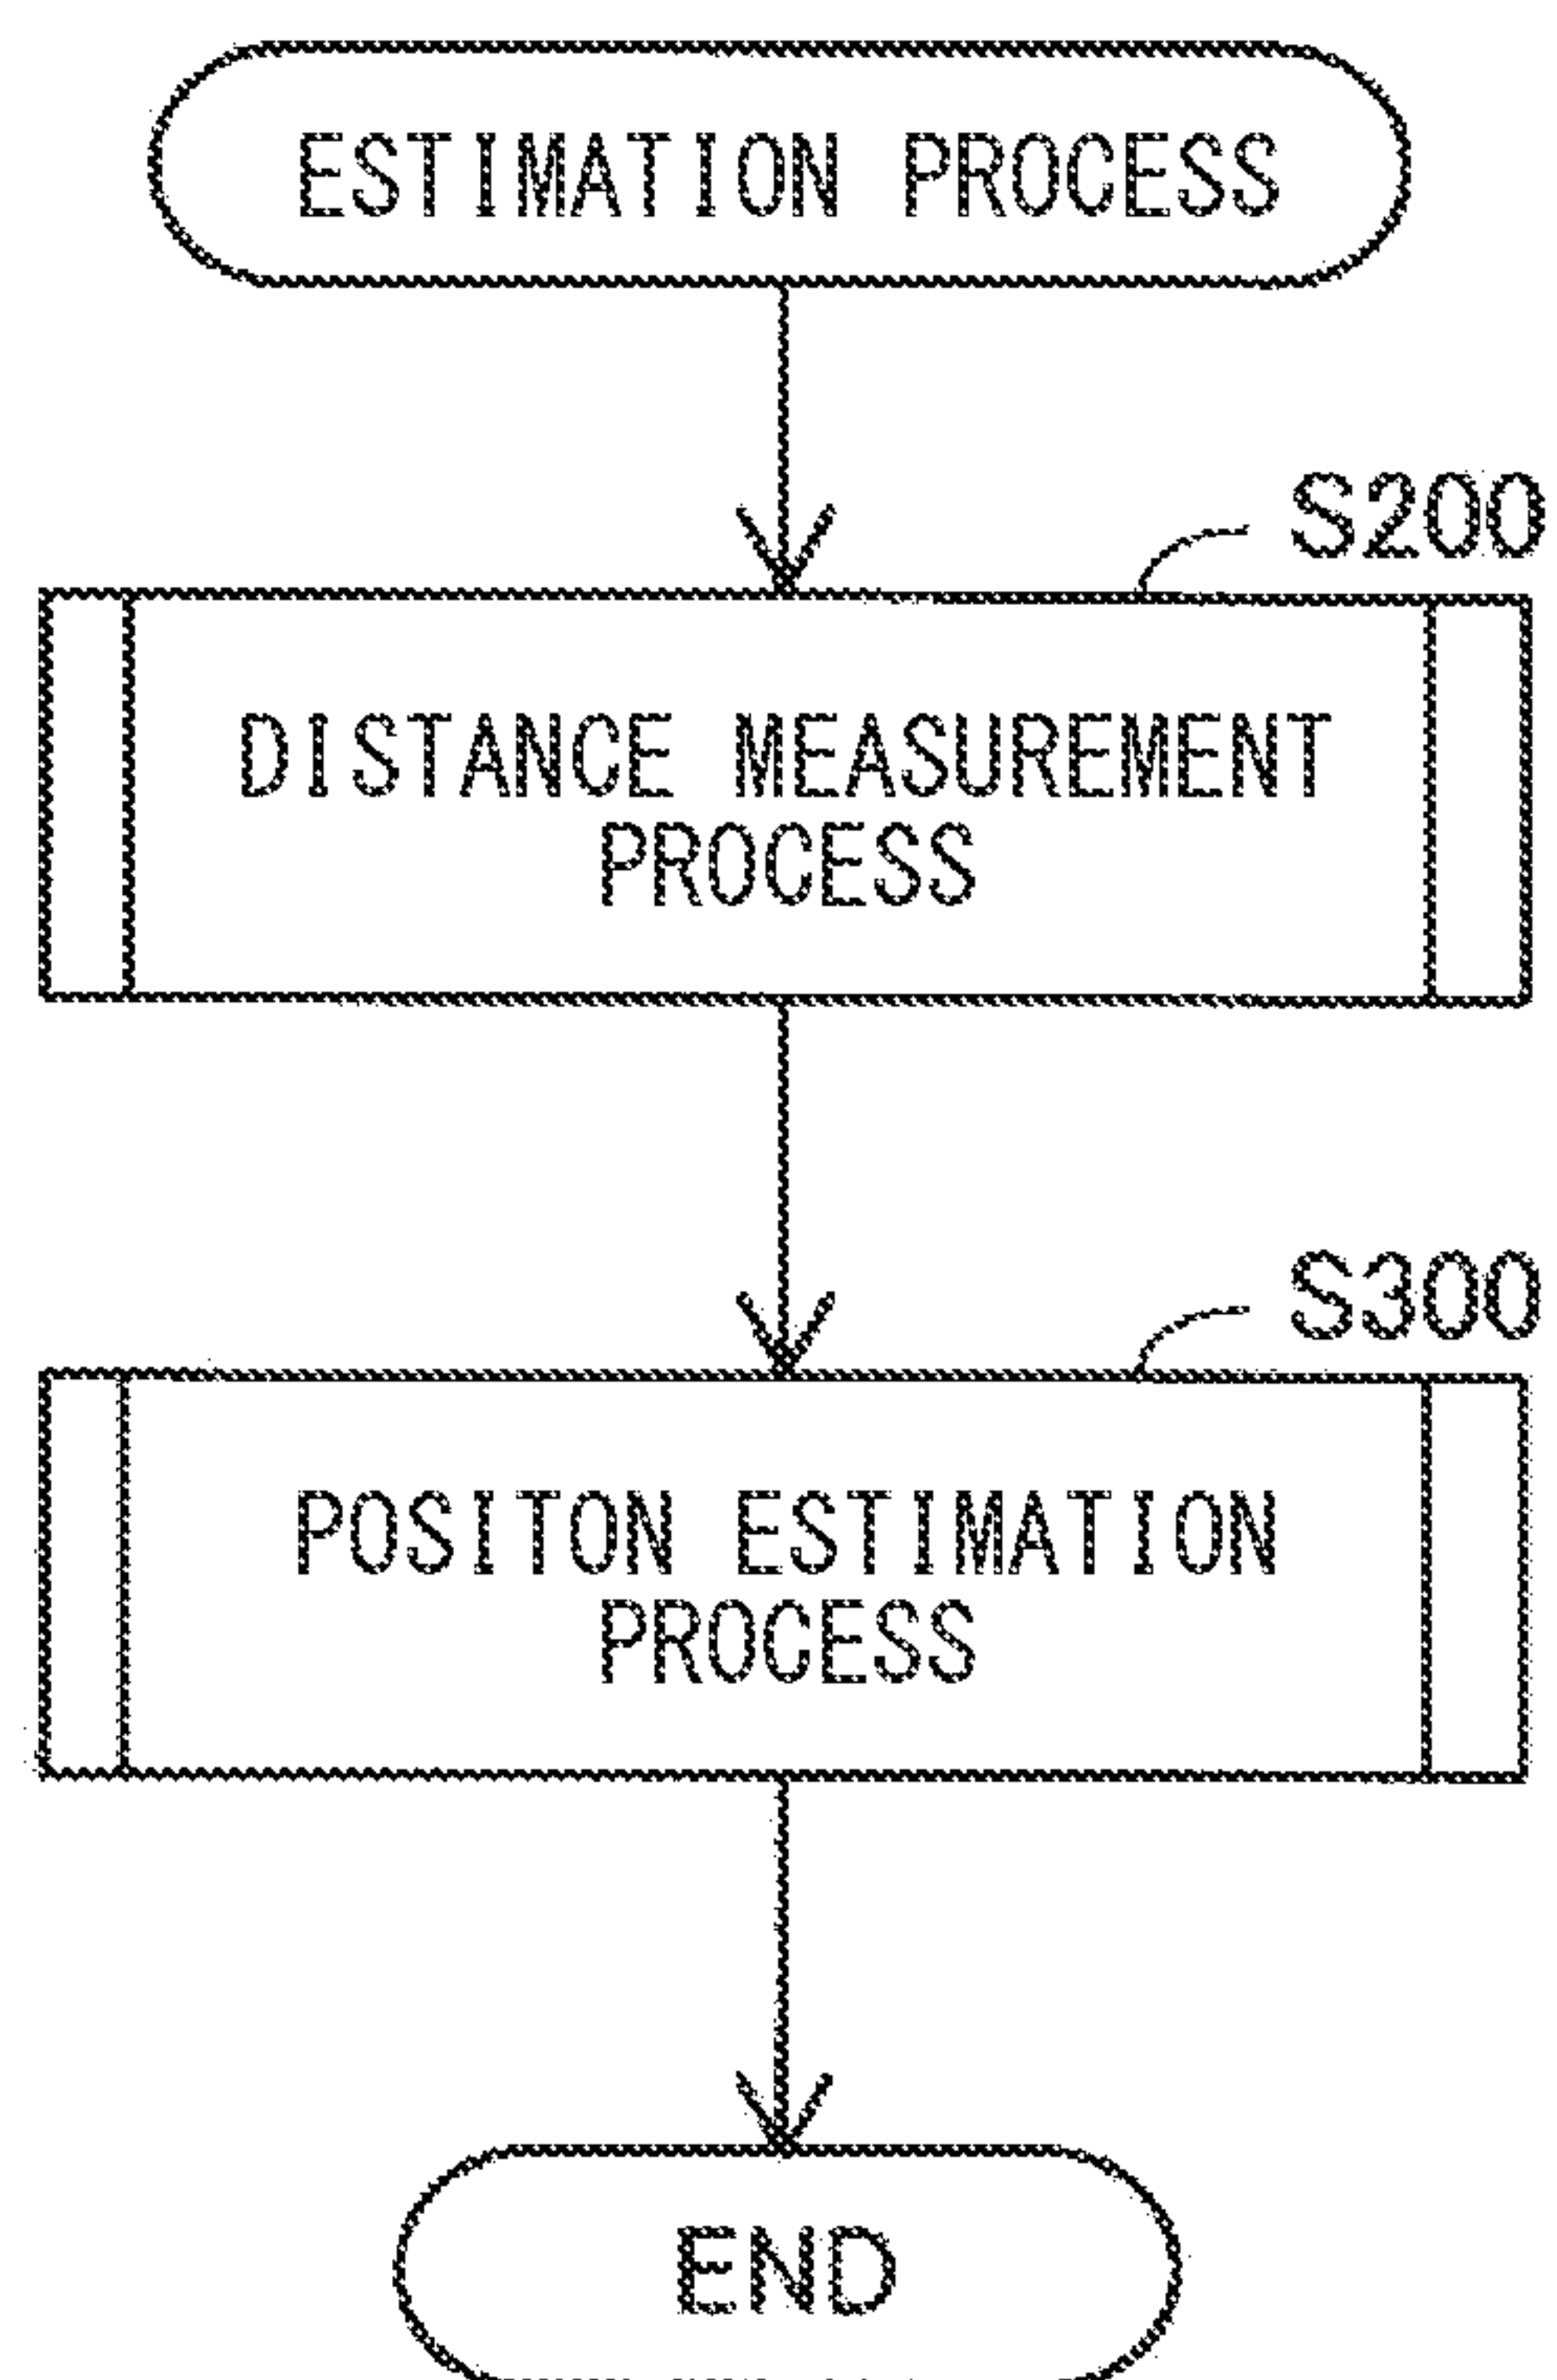 ESTIMATION PROCESS
S200
DISTANCE MEASUREMENT
PROCESS
S300
POSITON ESTIMATION
PROCESS
END